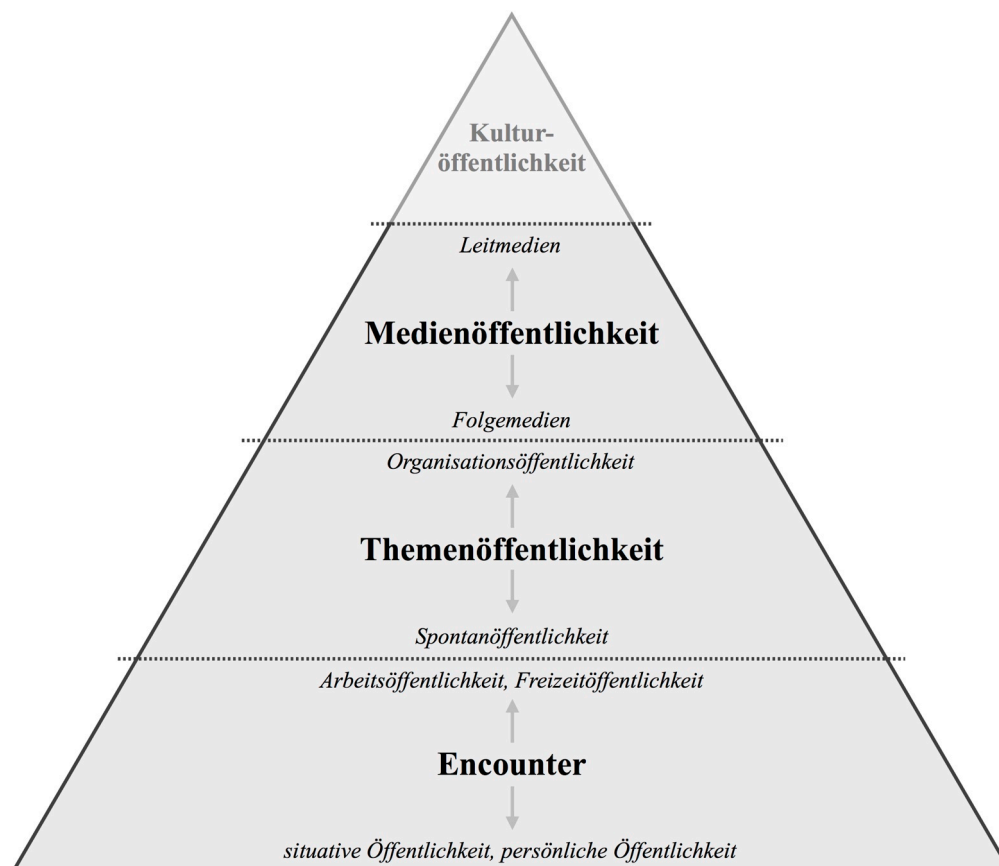 Kultur-
öffentlichkeit
Leitmedien
Medienöffentlichkeit
Folgemedien
Organisationsöffentlichkeit
Themenöffentlichkeit
Spontanöffentlichkeit
Arbeitsöffentlichkeit, Freizeitöffentlichkeit
Encounter
situative Öffentlichkeit, persönliche Öffentlichkeit